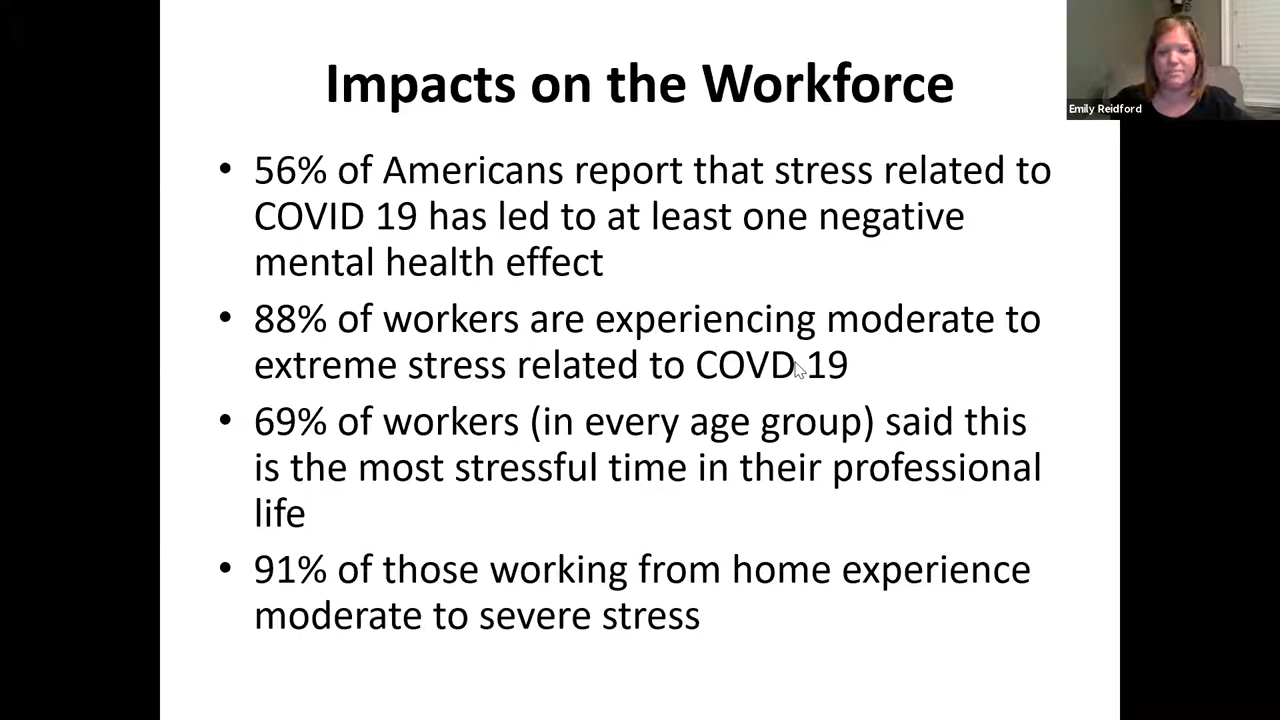 Impacts on the Workforce
Emily Reidford
• 56% of Americans report that stress related to
COVID 19 has led to at least one negative
mental health effect
• 88% of workers are experiencing moderate to
extreme stress related to COVD 19
• 69% of workers (in every age group) said this
is the most stressful time in their professional
life
• 91% of those working from home experience
moderate to severe stress